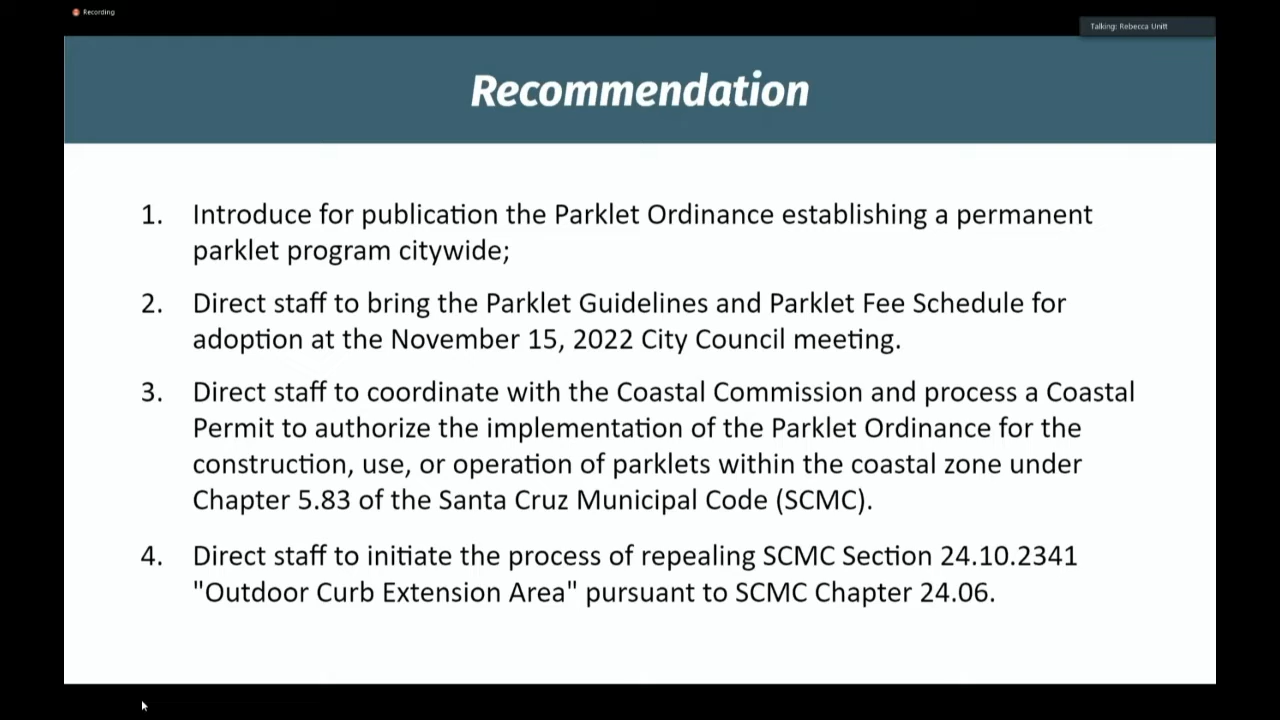 Recording
Talking: Rebecca Unitt
Recommendation
1. Introduce for publication the Parklet Ordinance establishing a permanent
parklet program citywide;
2. Direct staff to bring the Parklet Guidelines and Parklet Fee Schedule for
adoption at the November 15, 2022 City Council meeting.
3. Direct staff to coordinate with the Coastal Commission and process a Coastal
Permit to authorize the implementation of the Parklet Ordinance for the
construction, use, or operation of parklets within the coastal zone under
Chapter 5.83 of the Santa Cruz Municipal Code (SCMC).
4. Direct staff to initiate the process of repealing SCMC Section 24.10.2341
"Outdoor Curb Extension Area" pursuant to SCMC Chapter 24.06.